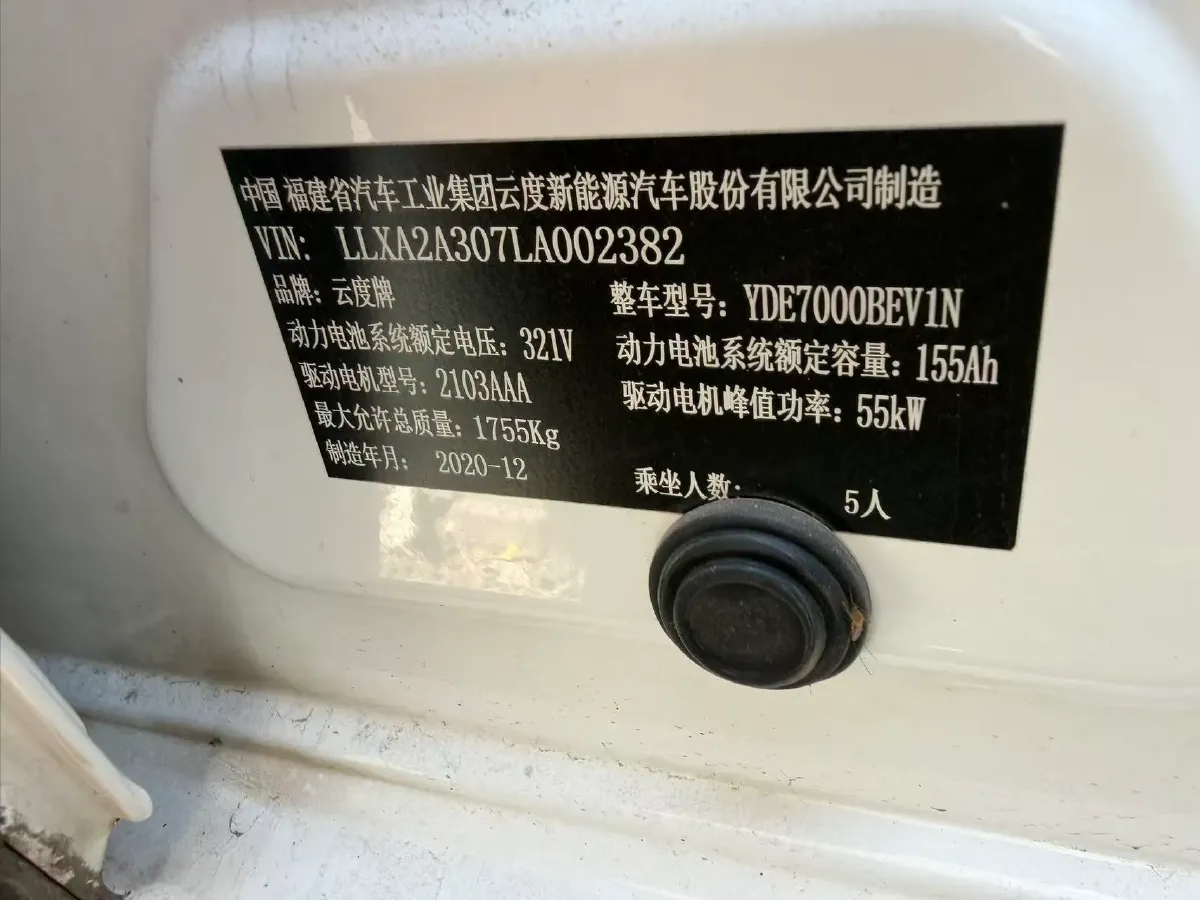 中国 福建省汽车工业集团云度新能源汽车股份有限公司制造
VIN: LLXA2A307LA002382
品牌: 云度牌 整车型号: YDE7000BEV1N
动力电池系统额定电压: 321V 动力电池系统额定容量: 155Ah
驱动电机型号: 2103AAA 驱动电机峰值功率: 55kW
最大允许总质量: 1755Kg
制造年月: 2020-12 乘坐人数: 5人